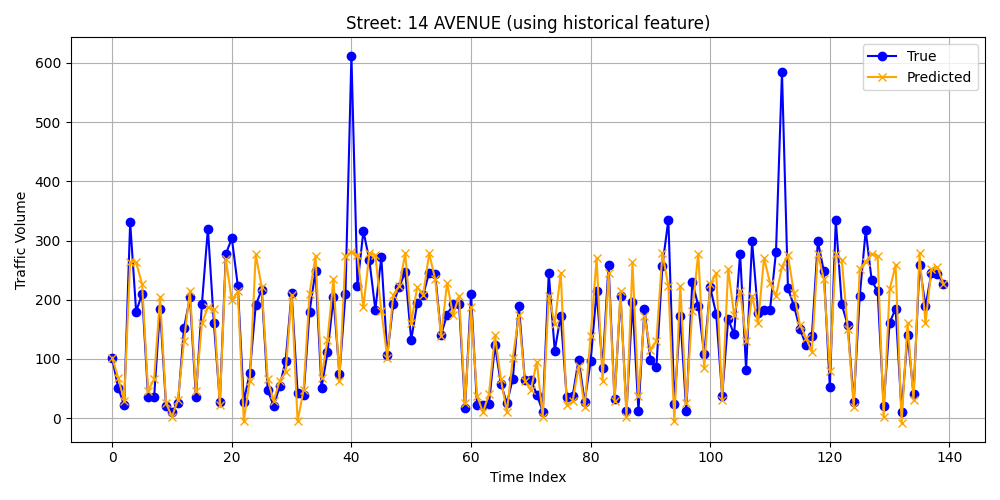 Street: 14 AVENUE (using historical feature)
True
Predicted
Traffic Volume
600
500
400
300
200
100
0
0 20 40 60 80 100 120 140
Time Index